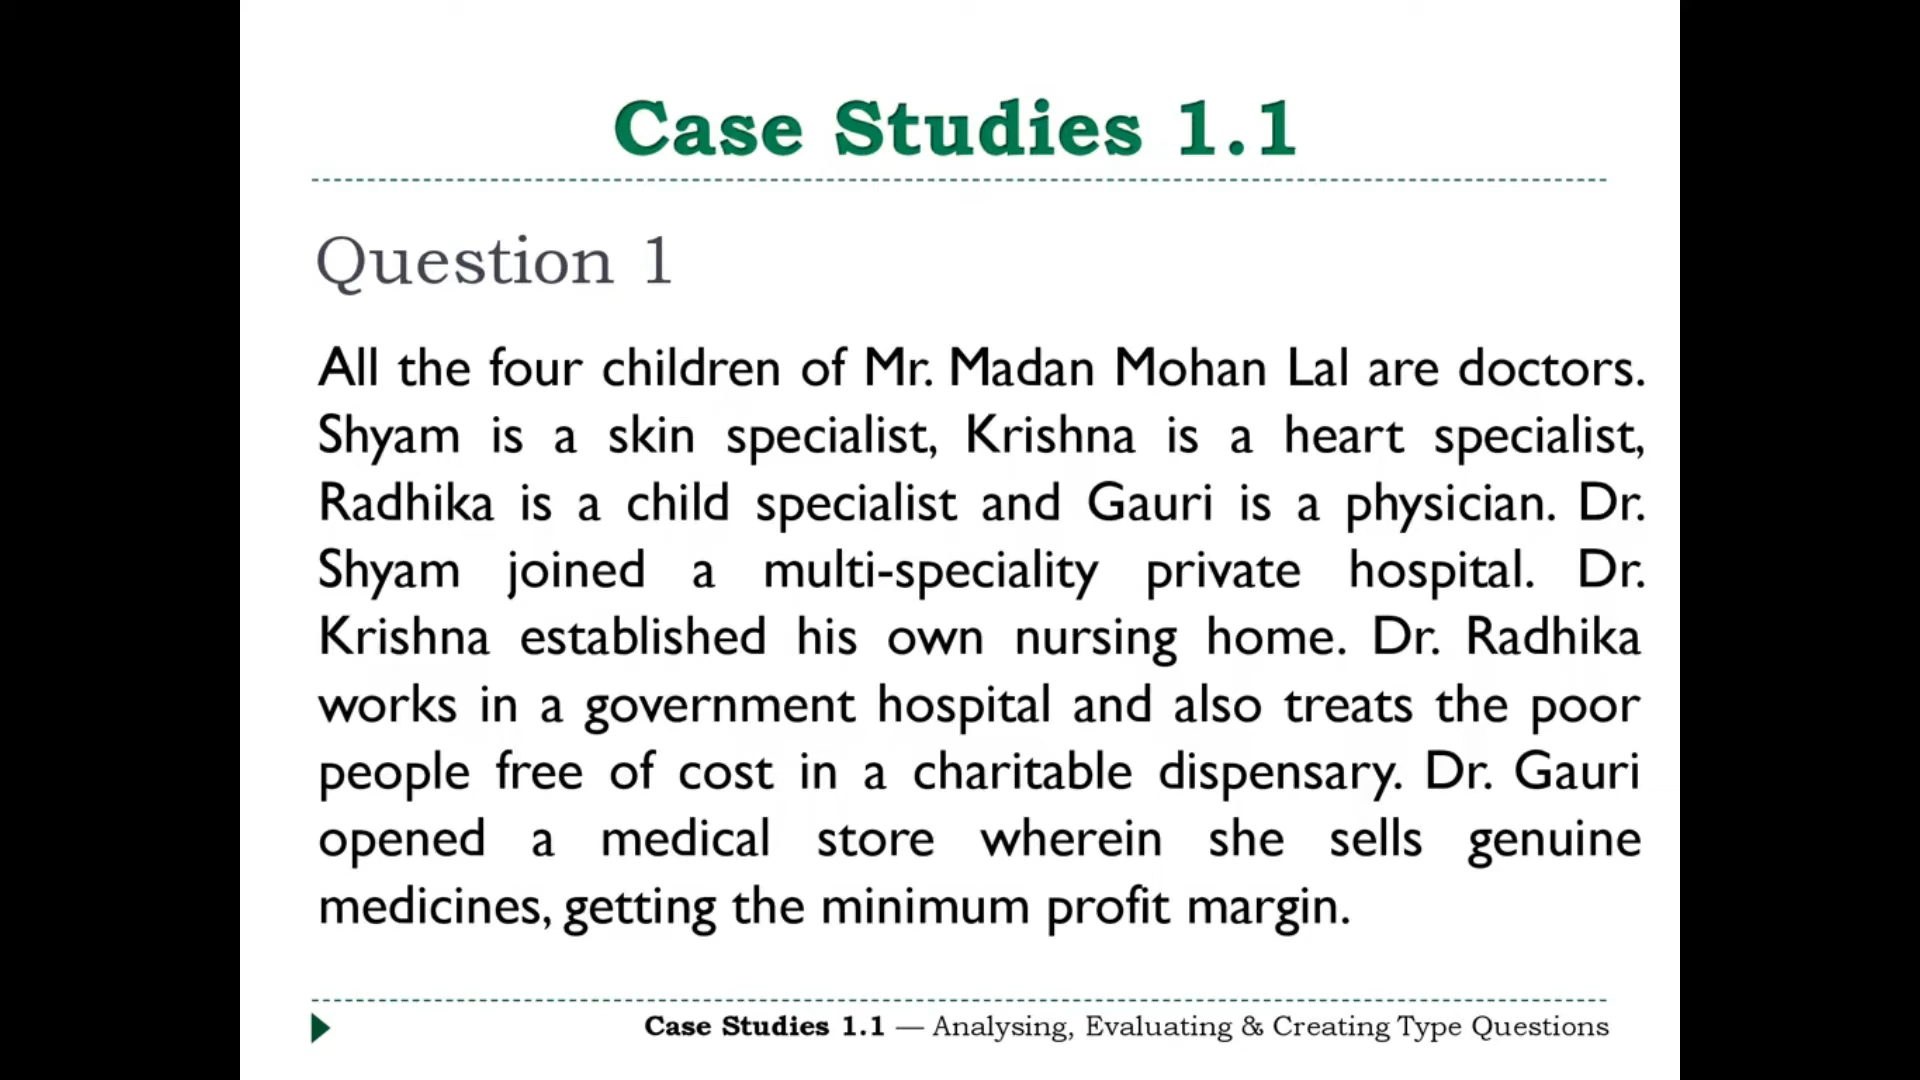 Case Studies 1.1
Question 1
All the four children of Mr. Madan Mohan Lal are doctors.
Shyam is a skin specialist, Krishna is a heart specialist,
Radhika is a child specialist and Gauri is a physician. Dr.
Shyam joined a multi-speciality private hospital. Dr.
Krishna established his own nursing home. Dr. Radhika
works in a government hospital and also treats the poor
people free of cost in a charitable dispensary. Dr. Gauri
opened a medical store wherein she sells genuine
medicines, getting the minimum profit margin.
Case Studies 1.1 — Analysing, Evaluating & Creating Type Questions